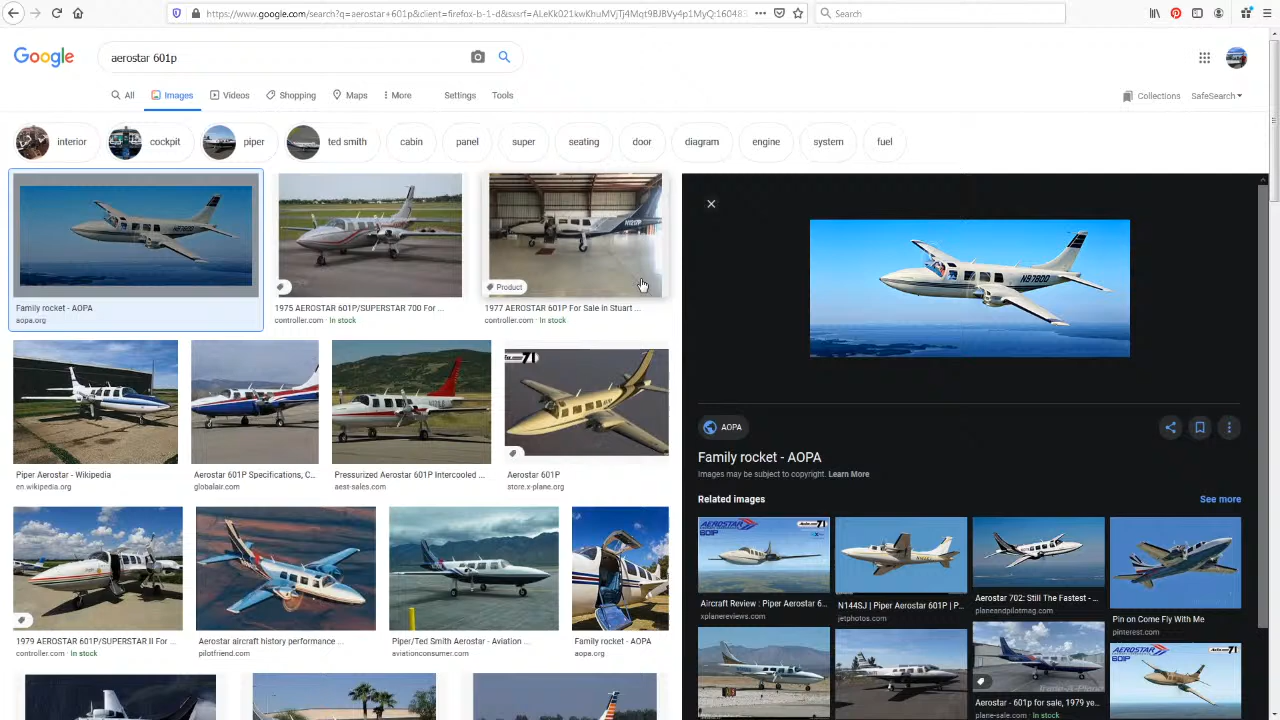 https://www.google.com/search?q=aerostar+601p&client=firefox-b-1-d&sxsrf=
Search
Google
aerostar 601p
All
Images
Videos
Shopping
Maps
More
Settings
Tools
Collections
SafeSearch
interior
cockpit
piper
ted smith
cabin
panel
super
seating
door
diagram
engine
system
fuel
Family rocket - AOPA
aopa.org
1975 AEROSTAR 601P/SUPERSTAR 700 For ...
controller.com · In stock
Product
1977 AEROSTAR 601P For Sale in Stuart ...
controller.com · In stock
Piper Aerostar - Wikipedia
en.wikipedia.org
Aerostar 601P Specifications, C...
globalair.com
Pressurized Aerostar 601P Intercooled ...
aest-sales.com
Aerostar 601P
store.x-plane.org
1979 AEROSTAR 601P/SUPERSTAR II For ...
controller.com · In stock
Aerostar aircraft history performance ...
pilotfriend.com
Piper/Ted Smith Aerostar - Aviation ...
aviationconsumer.com
Family rocket - AOPA
aopa.org
AOPA
Family rocket - AOPA
Images may be subject to copyright. Learn More
Related images
See more
AEROSTAR
601P
Aircraft Review : Piper Aerostar 6...
xplanereviews.com
N144SJ | Piper Aerostar 601P | P...
jetphotos.com
Aerostar 702: Still The Fastest - ...
planeandpilotmag.com
Pin on Come Fly With Me
pinterest.com
Aerostar - 601p for sale, 1979 ye...
plane-sale.com · In stock
AEROSTAR
601P